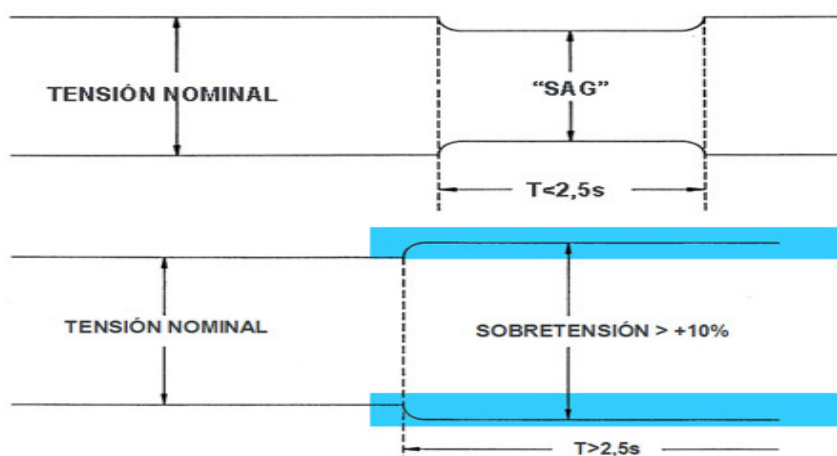 TENSIÓN NOMINAL
“SAG”
T<2,5s
TENSIÓN NOMINAL
SOBRETENSIÓN > +10%
T>2,5s